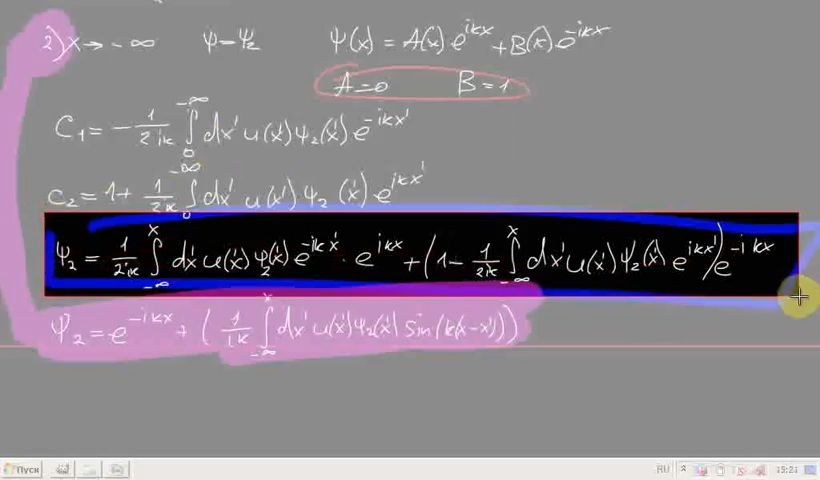 2) x → -∞ ψ=ψ₂ ψ(x) = A(x) e^{ikx} + B(x) e^{-ikx}
A=0 B=1
C₁ = - 1/2ik ∫₀^{-∞} dx' u(x') ψ₂(x') e^{-ikx'}
C₂ = 1 + 1/2ik ∫₀^{-∞} dx' u(x') ψ₂(x') e^{ikx'}
ψ₂ = 1/2ik ∫_{-∞}^{x} dx' u(x') ψ₂(x') e^{-ikx'} · e^{ikx} + (1 - 1/2ik ∫_{-∞}^{x} dx' u(x') ψ₂(x') e^{ikx'}) e^{-ikx}
ψ₂ = e^{-ikx} + (1/ik ∫_{-∞}^{x} dx' u(x') ψ₂(x') sin(k(x-x')))
Пуск RU 15:21